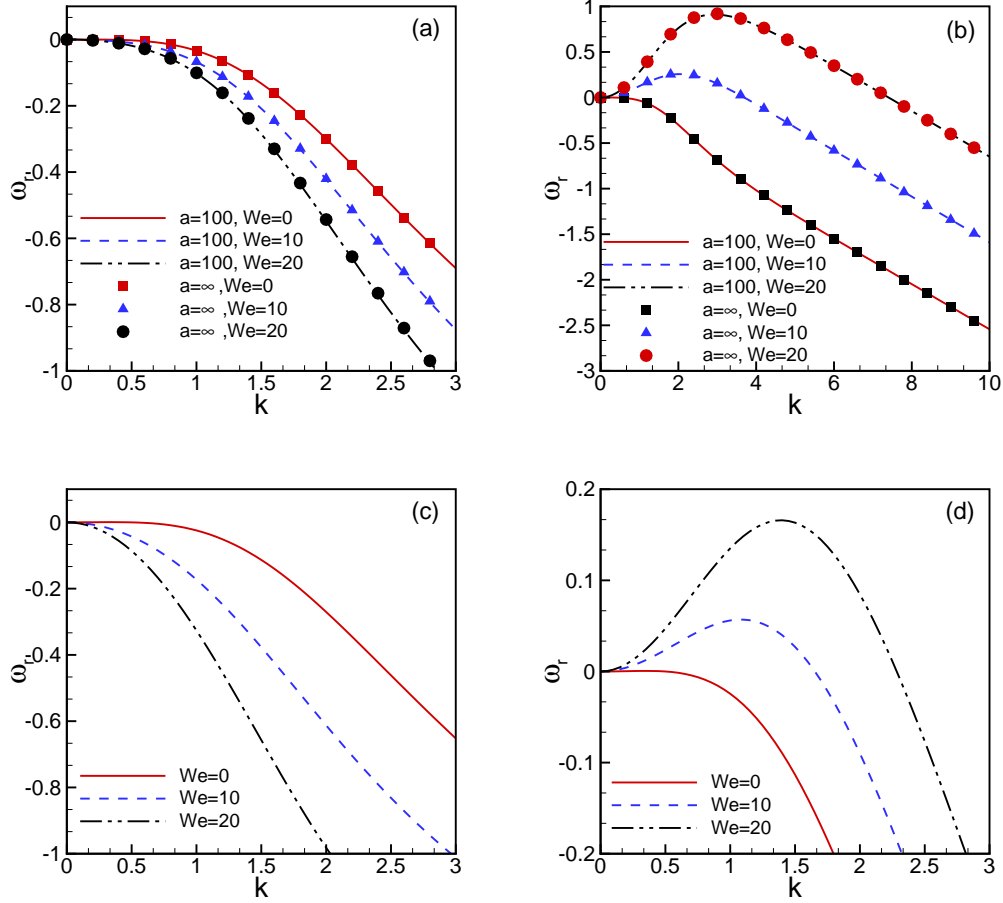 (a)
0
-0.2
-0.4
-0.6
-0.8
-1
ωr
a=100, We=0
a=100, We=10
a=100, We=20
a=∞ ,We=0
a=∞ ,We=10
a=∞ ,We=20
0 0.5 1 1.5 2 2.5 3
k
(b)
1
0.5
0
-0.5
-1
-1.5
-2
-2.5
-3
ωr
a=100, We=0
a=100, We=10
a=100, We=20
a=∞, We=0
a=∞, We=10
a=∞, We=20
0 2 4 6 8 10
k
(c)
0
-0.2
-0.4
-0.6
-0.8
-1
ωr
We=0
We=10
We=20
0 0.5 1 1.5 2 2.5 3
k
(d)
0.2
0.1
0
-0.1
-0.2
ωr
We=0
We=10
We=20
0 0.5 1 1.5 2 2.5 3
k